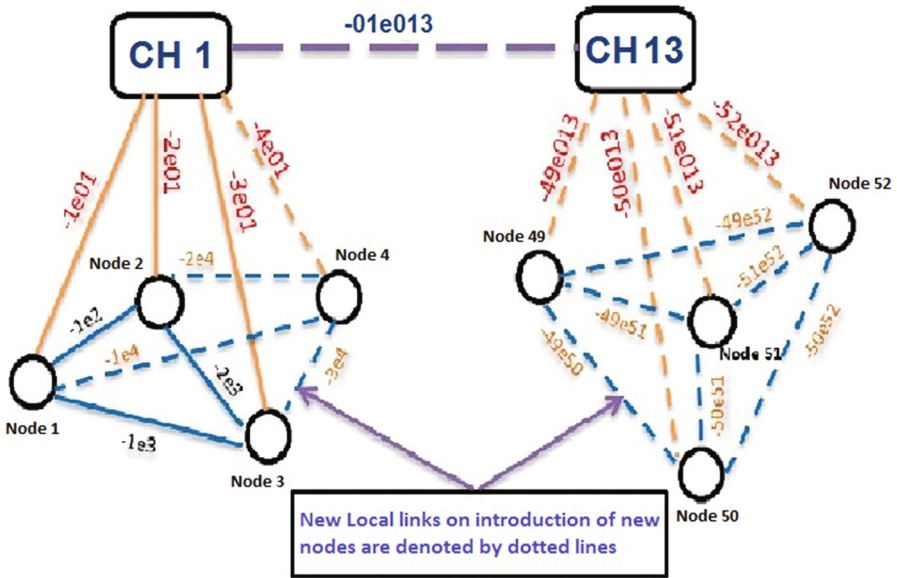 -01e013
CH 1
CH 13
-1e01
-2e01
-3e01
-4e01
-49e013
-50e013
-51e013
-52e013
Node 52
Node 49
-49e52
Node 2
-2e4
Node 4
-51e52
-1e2
-49e51
-50e52
-1e4
-2e3
-3e4
-49e50
Node 51
Node 1
-1e3
-50e51
Node 3
Node 50
New Local links on introduction of new
nodes are denoted by dotted lines